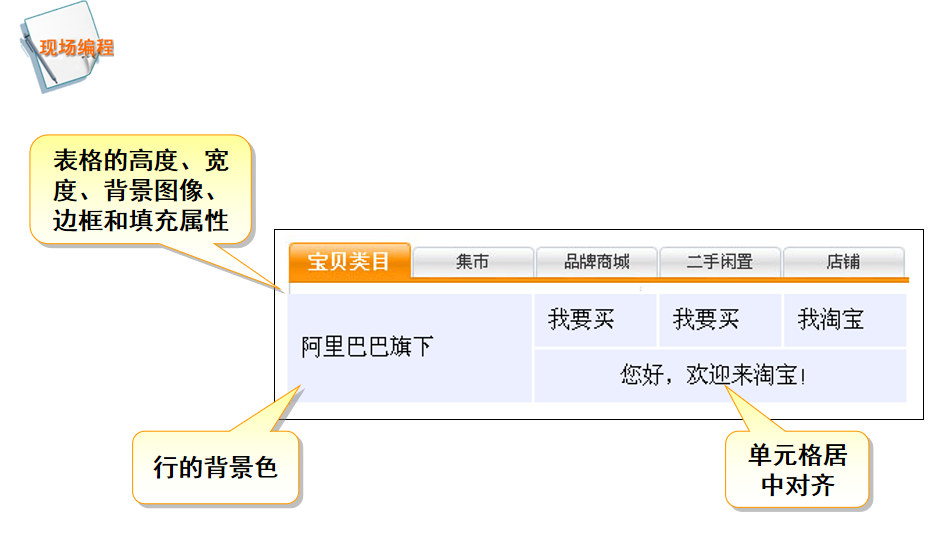 现场编程
表格的高度、宽
度、背景图像、
边框和填充属性
宝贝类目 集市 品牌商城 二手闲置 店铺
我要买 我要买 我淘宝
阿里巴巴旗下
您好，欢迎来淘宝！
行的背景色
单元格居
中对齐